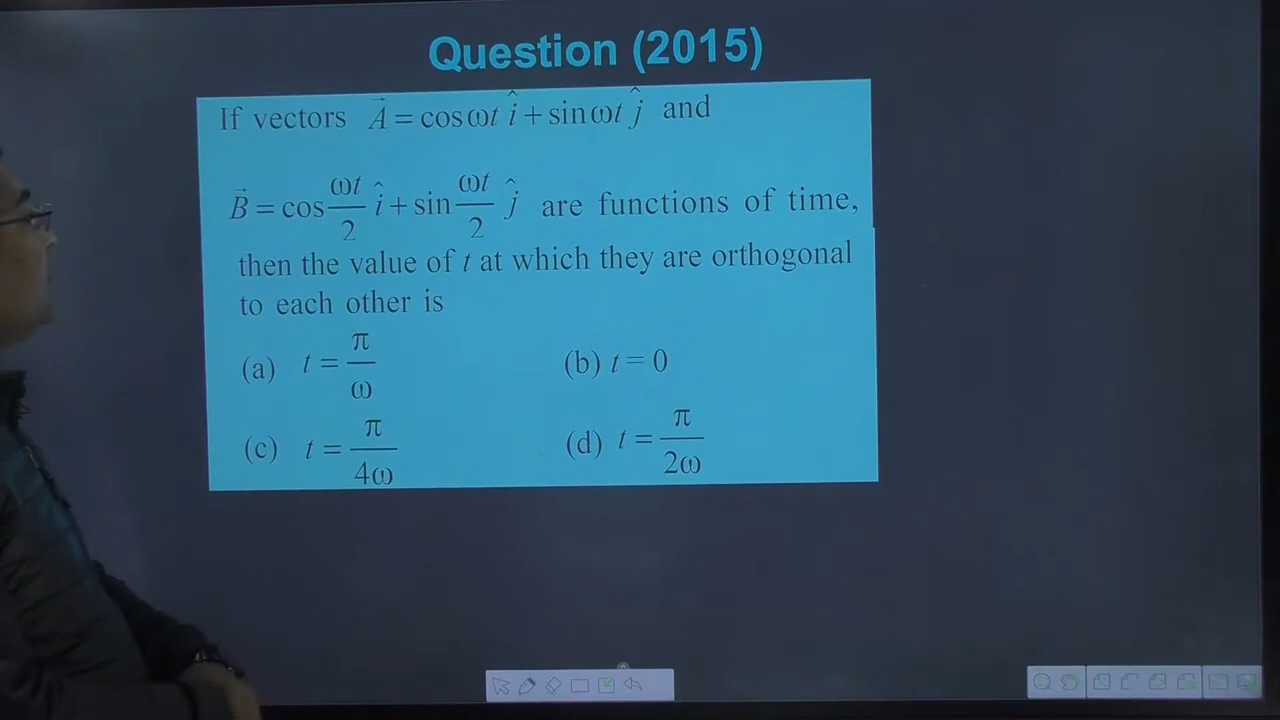 Question (2015)
If vectors $\vec{A} = \cos\omega t\,\hat{i} + \sin\omega t\,\hat{j}$ and
$\vec{B} = \cos\frac{\omega t}{2}\,\hat{i} + \sin\frac{\omega t}{2}\,\hat{j}$ are functions of time,
then the value of t at which they are orthogonal
to each other is
(a) $t = \frac{\pi}{\omega}$ (b) $t = 0$
(c) $t = \frac{\pi}{4\omega}$ (d) $t = \frac{\pi}{2\omega}$